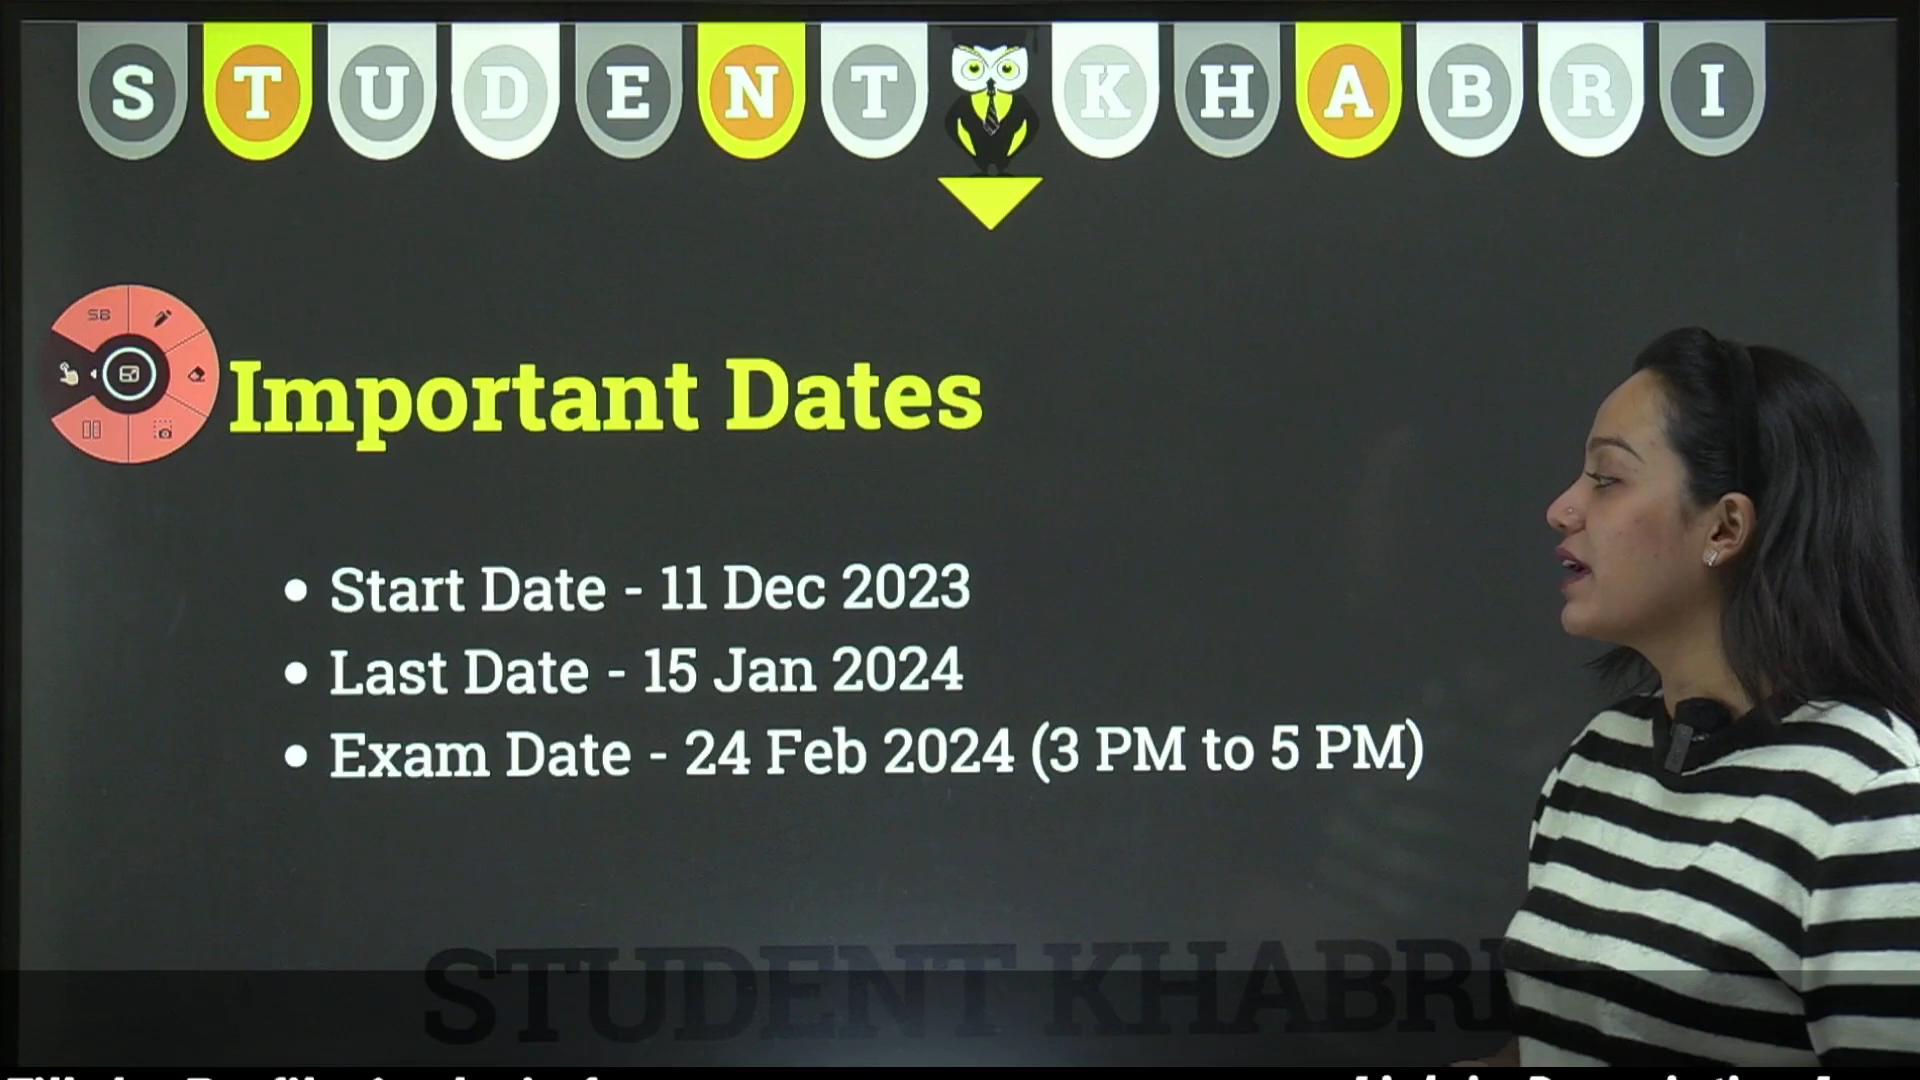 STUDENT KHABRI
S.B
Important Dates
• Start Date - 11 Dec 2023
• Last Date - 15 Jan 2024
• Exam Date - 24 Feb 2024 (3 PM to 5 PM)
STUDENT KHABRI